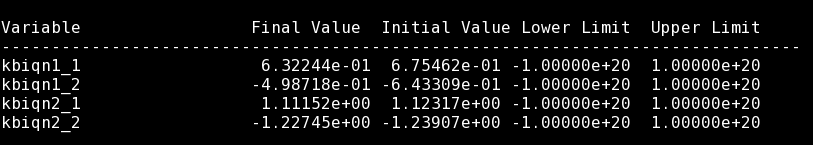 Variable Final Value Initial Value Lower Limit Upper Limit
--------------------------------------------------------------------------------
kbiqn1_1 6.32244e-01 6.75462e-01 -1.00000e+20 1.00000e+20
kbiqn1_2 -4.98718e-01 -6.43309e-01 -1.00000e+20 1.00000e+20
kbiqn2_1 1.11152e+00 1.12317e+00 -1.00000e+20 1.00000e+20
kbiqn2_2 -1.22745e+00 -1.23907e+00 -1.00000e+20 1.00000e+20